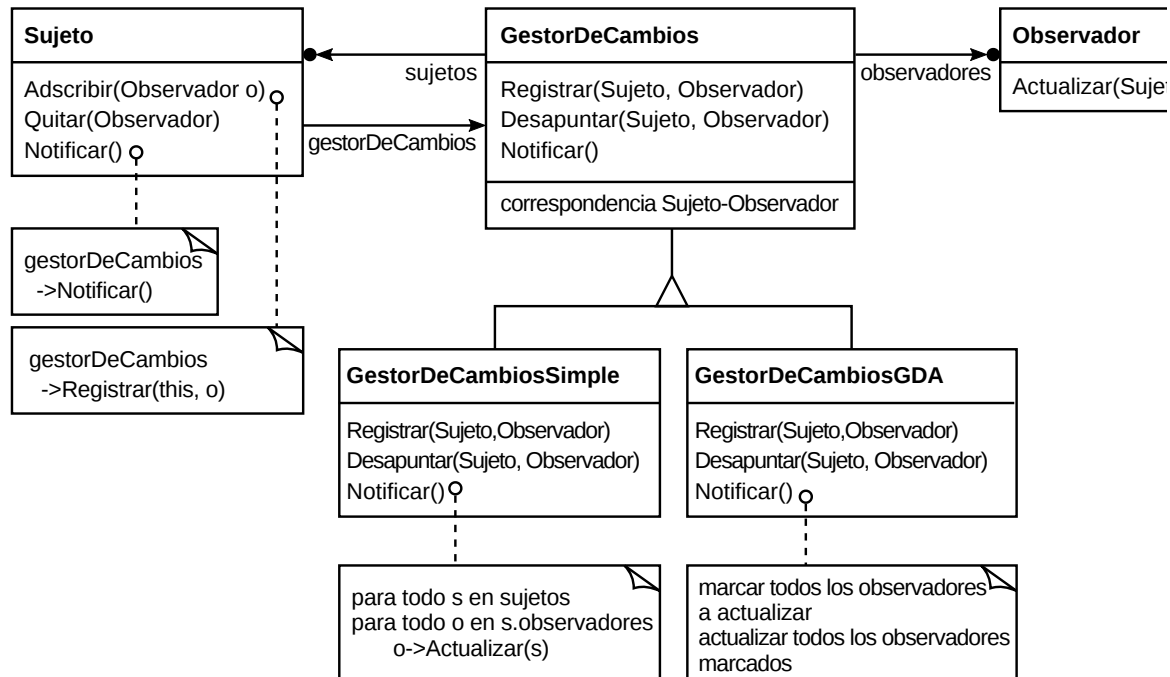 Sujeto
Adscribir(Observador o)
Quitar(Observador)
Notificar()
sujetos
gestorDeCambios
GestorDeCambios
Registrar(Sujeto, Observador)
Desapuntar(Sujeto, Observador)
Notificar()
correspondencia Sujeto-Observador
observadores
Observador
Actualizar(Sujet
gestorDeCambios
->Notificar()
gestorDeCambios
->Registrar(this, o)
GestorDeCambiosSimple
Registrar(Sujeto,Observador)
Desapuntar(Sujeto, Observador)
Notificar()
GestorDeCambiosGDA
Registrar(Sujeto,Observador)
Desapuntar(Sujeto, Observador)
Notificar()
para todo s en sujetos
para todo o en s.observadores
o->Actualizar(s)
marcar todos los observadores
a actualizar
actualizar todos los observadores
marcados